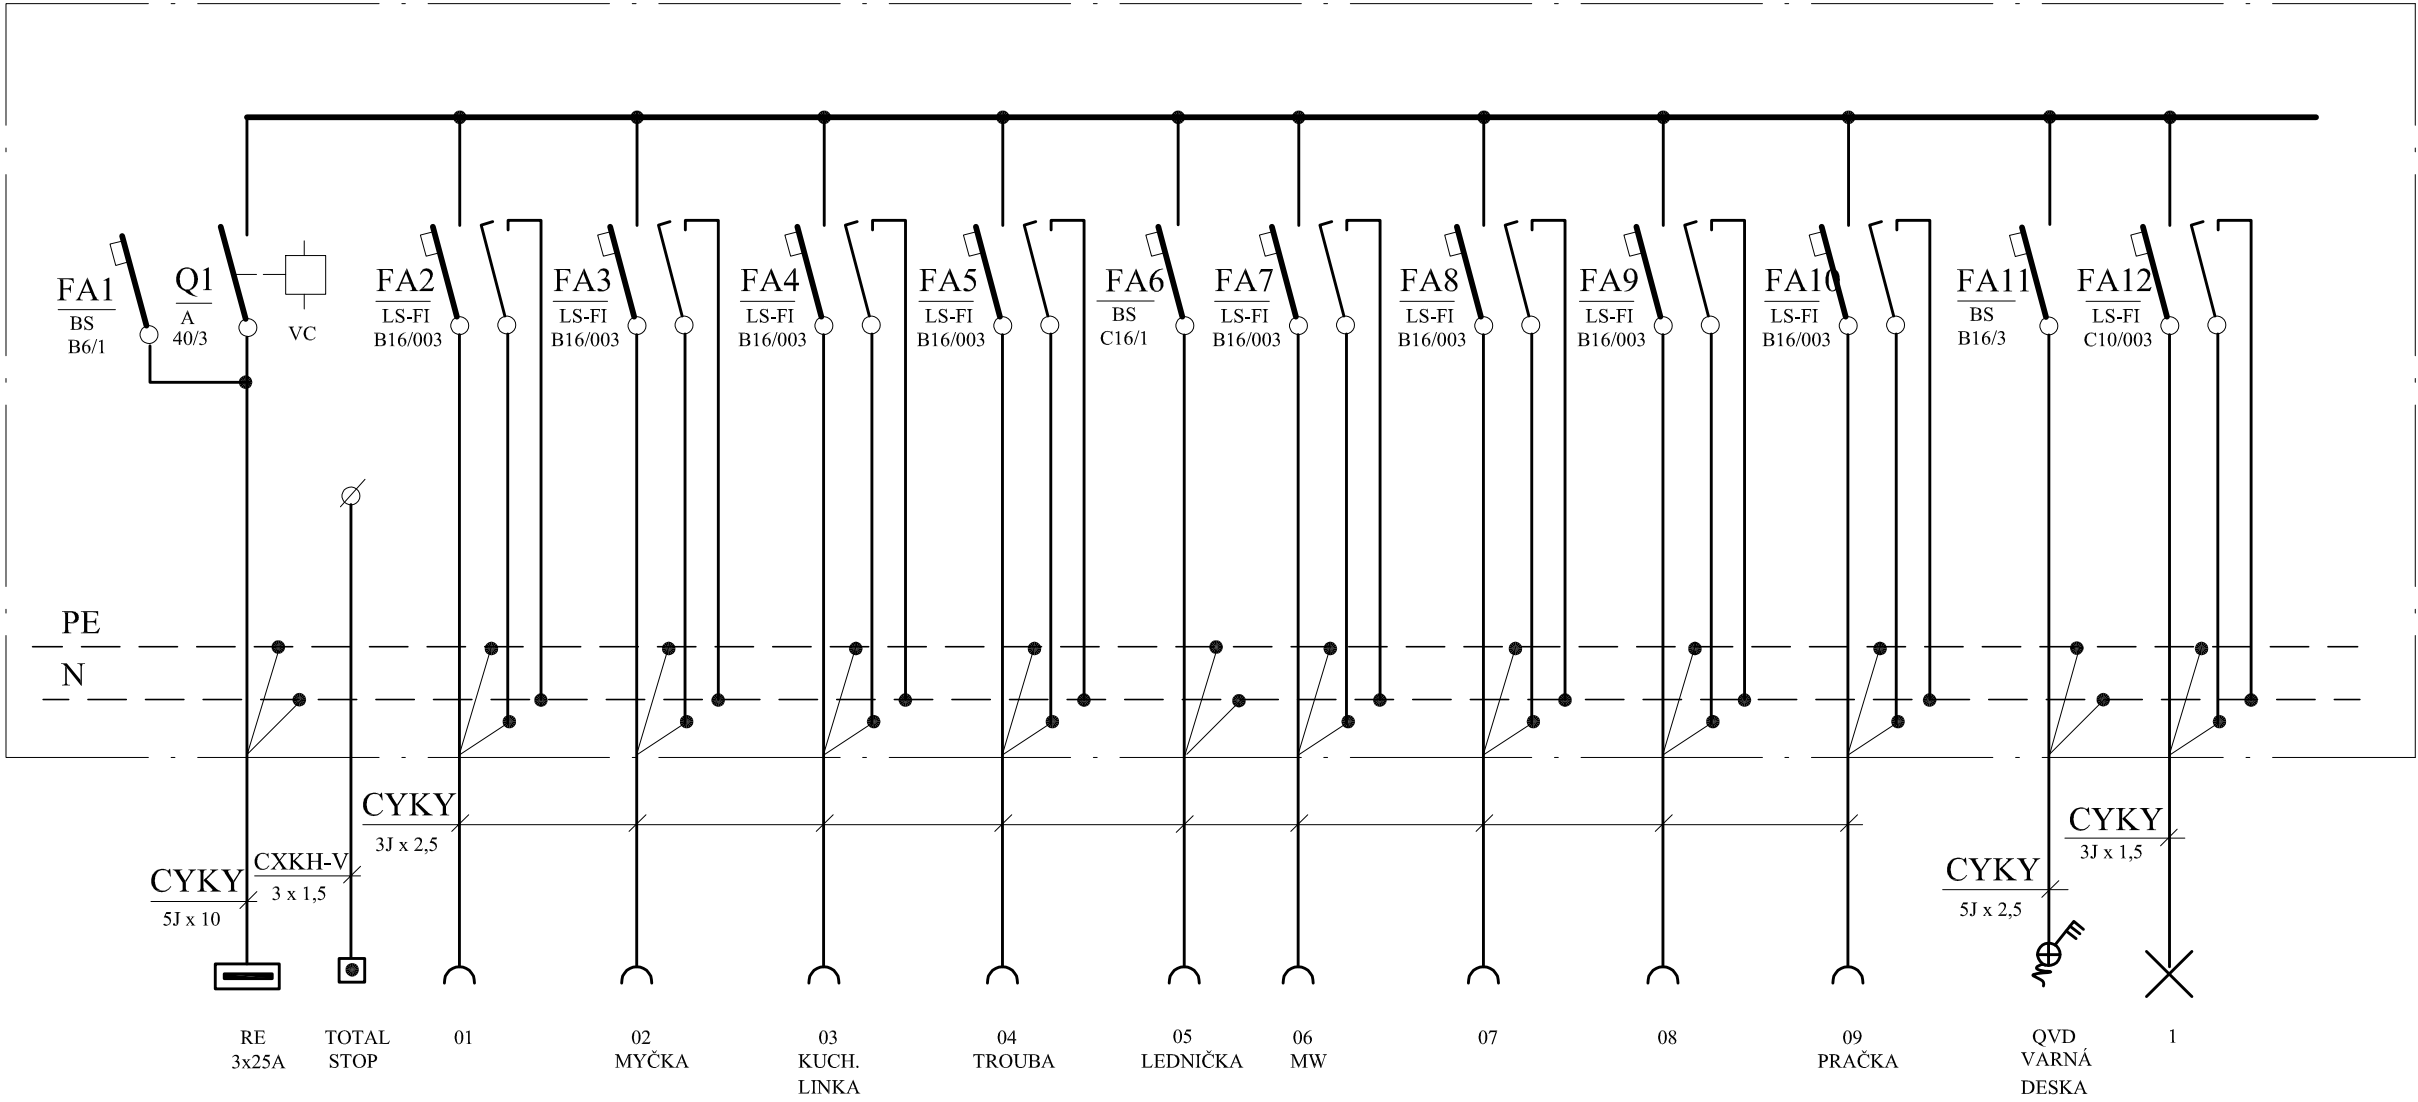 FA1
BS
B6/1
Q1
A
40/3
VC
FA2
LS-FI
B16/003
FA3
LS-FI
B16/003
FA4
LS-FI
B16/003
FA5
LS-FI
B16/003
FA6
BS
C16/1
FA7
LS-FI
B16/003
FA8
LS-FI
B16/003
FA9
LS-FI
B16/003
FA10
LS-FI
B16/003
FA11
BS
B16/3
FA12
LS-FI
C10/003
PE
N
CYKY
5J x 10
CXKH-V
3 x 1,5
CYKY
3J x 2,5
CYKY
5J x 2,5
CYKY
3J x 1,5
RE
3x25A
TOTAL
STOP
01
02
MYČKA
03
KUCH.
LINKA
04
TROUBA
05
LEDNIČKA
06
MW
07
08
09
PRAČKA
QVD
VARNÁ
DESKA
1